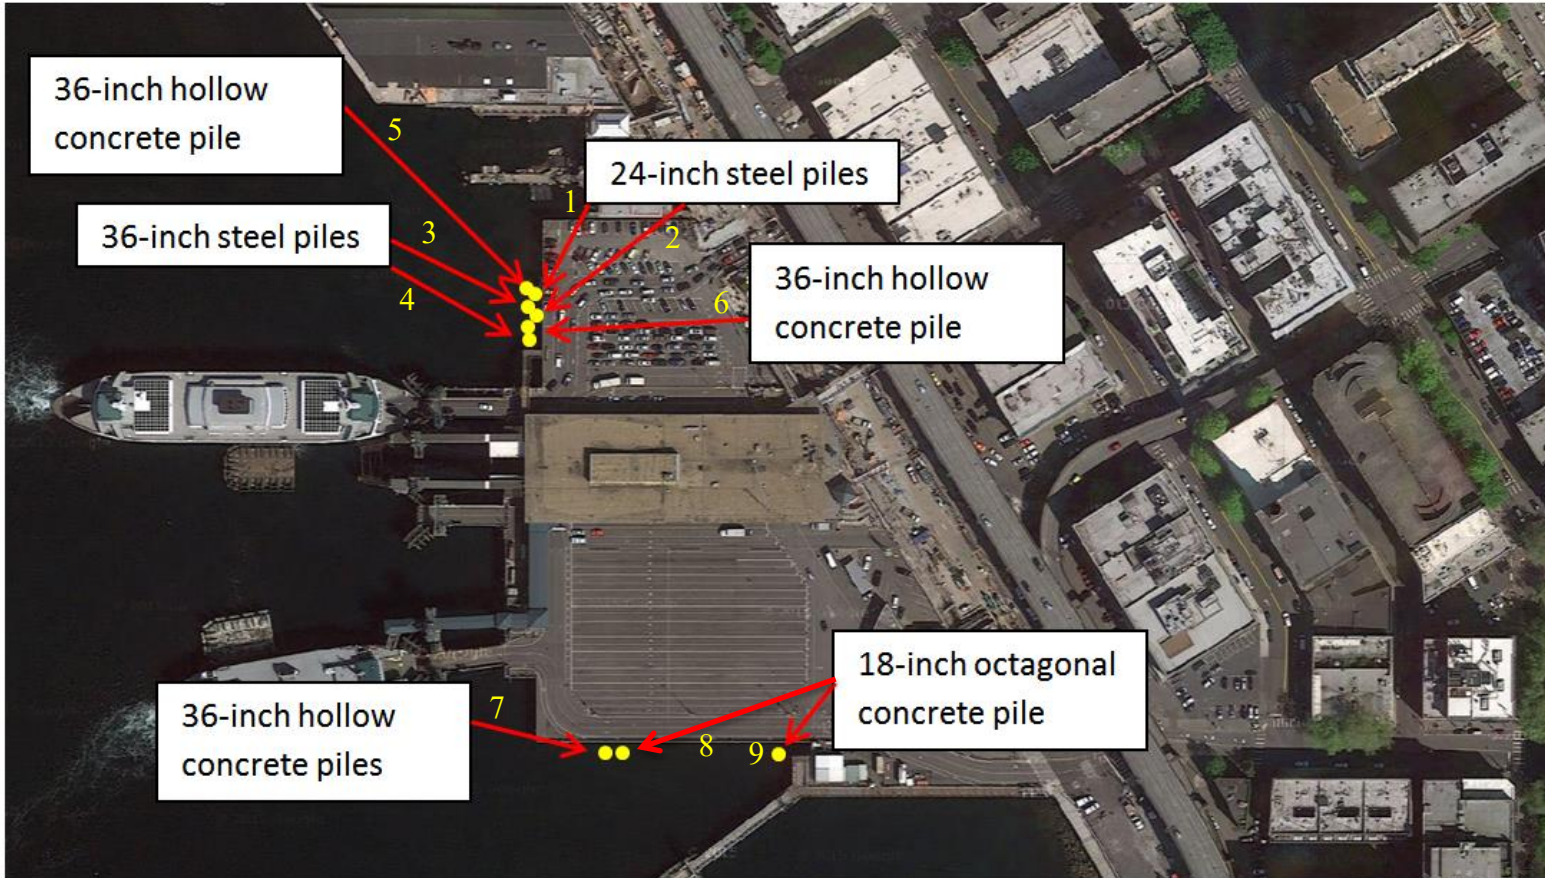 36-inch hollow
concrete pile
5
24-inch steel piles
1
36-inch steel piles
3
2
36-inch hollow
concrete pile
4
6
18-inch octagonal
concrete pile
36-inch hollow
concrete piles
7
8
9